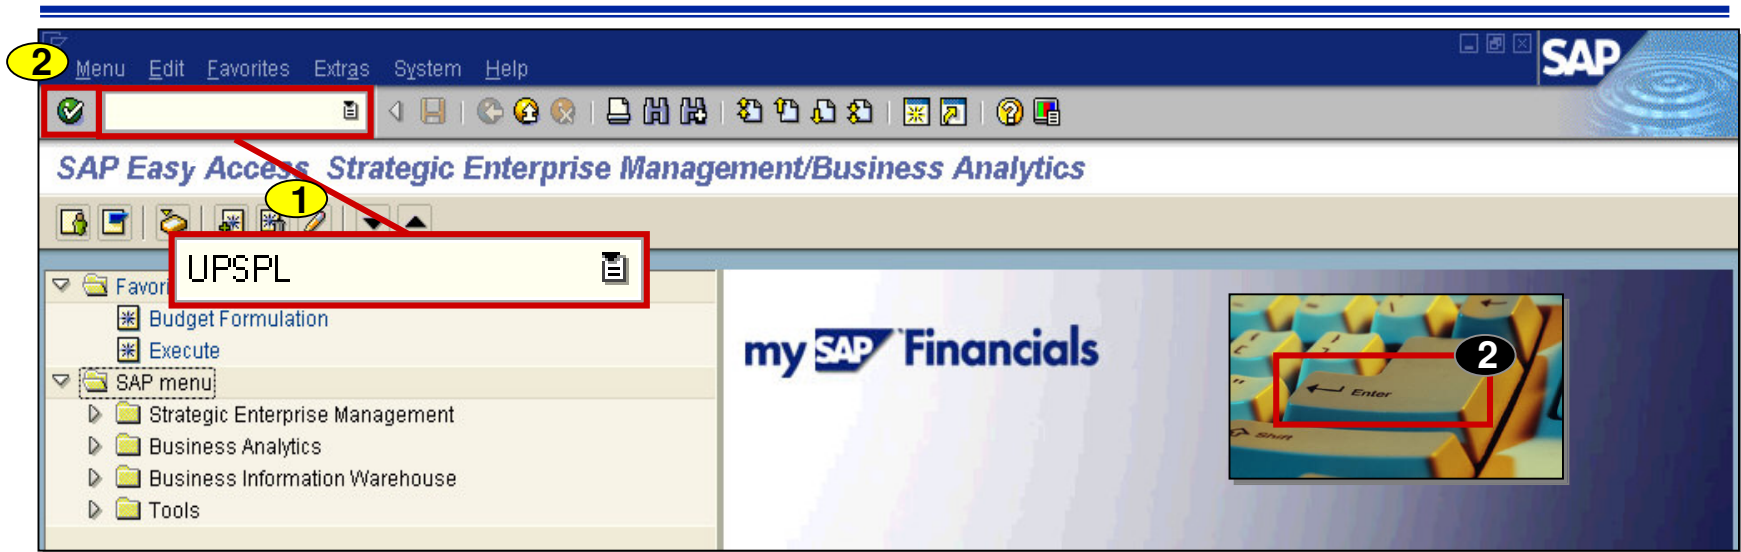 2
Menu Edit Favorites Extras System Help
SAP
SAP Easy Access Strategic Enterprise Management/Business Analytics
1
UPSPL
Favori
Budget Formulation
Execute
SAP menu
Strategic Enterprise Management
Business Analytics
Business Information Warehouse
Tools
my SAP Financials
2
Enter
Shift